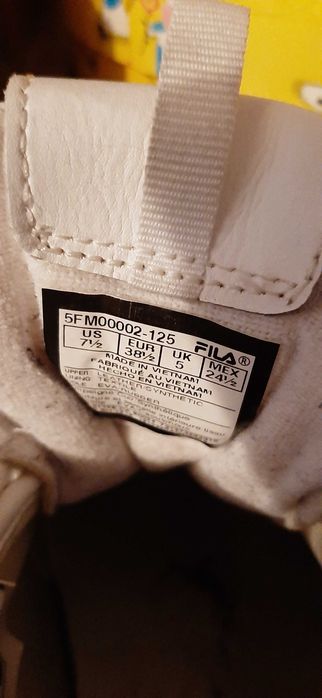 5FM00002-125 FILA®
US EUR UK MEX
7½ 38½ 5 24½
MADE IN VIETNAM
FABRIQUÉ AU VIETNAM
HECHO EN VIETNAM
UPPER: LEATHER/SYNTHETIC
LINING:
RUBBER